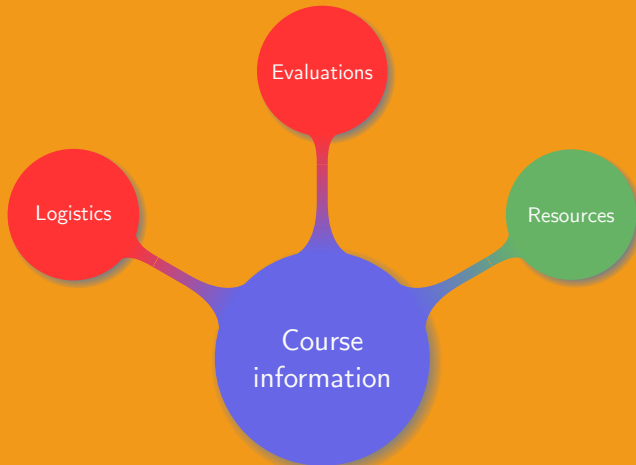 Evaluations
Logistics
Resources
Course
information